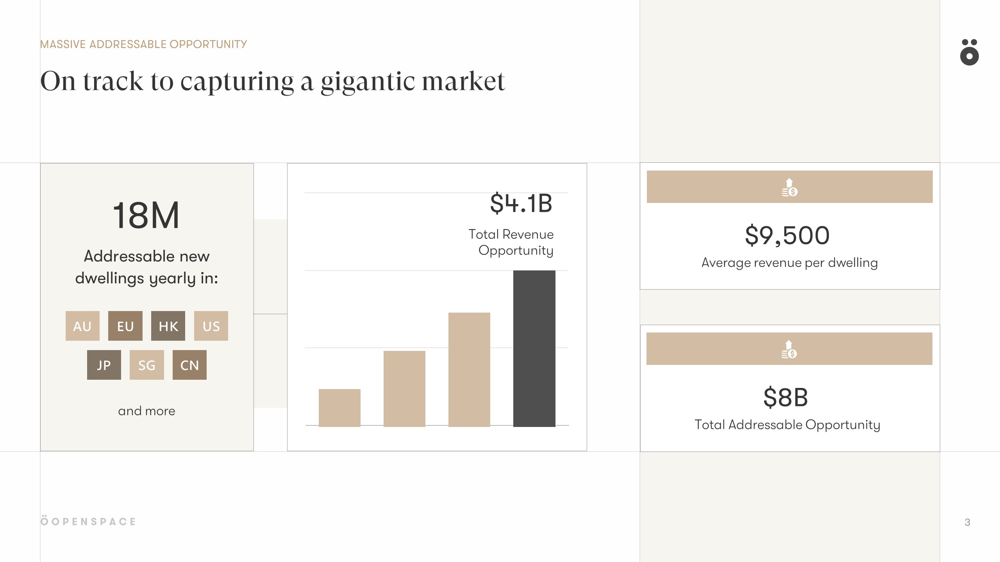 MASSIVE ADDRESSABLE OPPORTUNITY
On track to capturing a gigantic market
18M
Addressable new
dwellings yearly in:
AU EU HK US
JP SG CN
and more
$4.1B
Total Revenue
Opportunity
$9,500
Average revenue per dwelling
$8B
Total Addressable Opportunity
ÖOPENSPACE
3